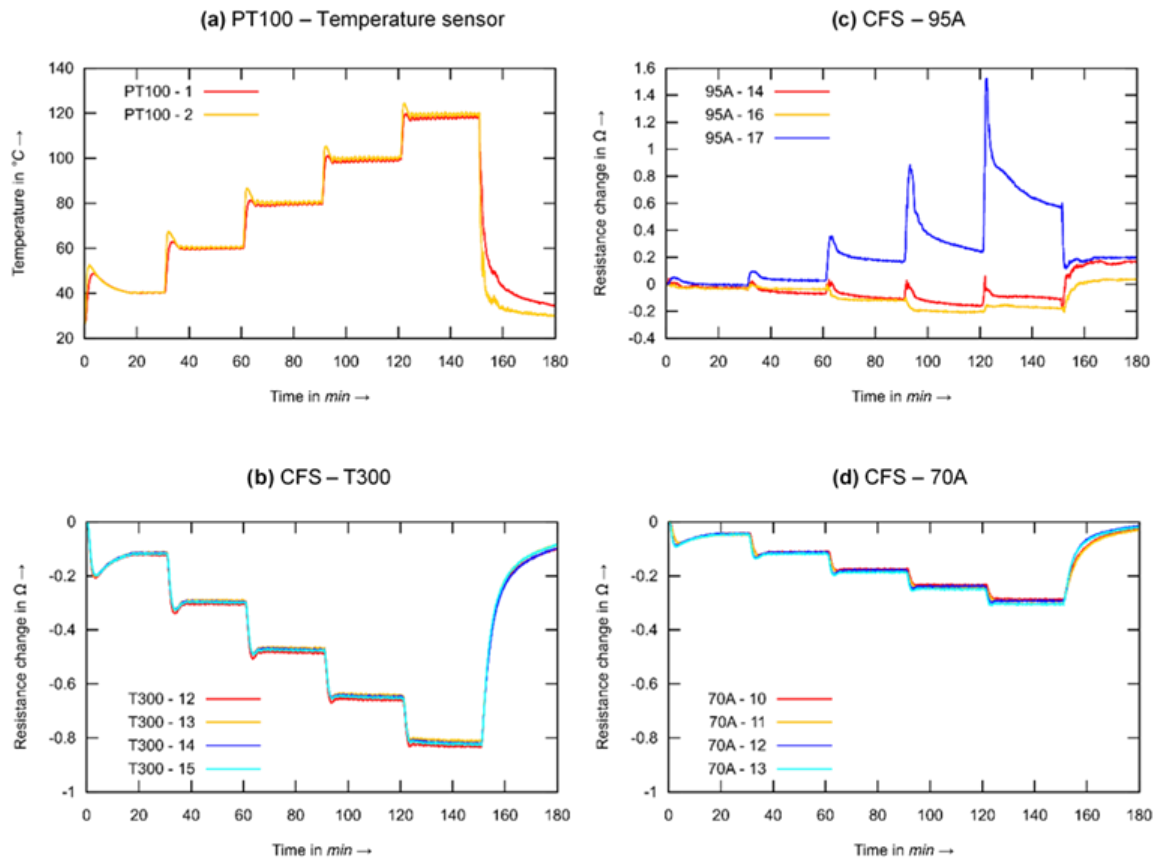 (a) PT100 – Temperature sensor
140
120
100
80
60
40
20
PT100 - 1
PT100 - 2
Temperature in °C →
0 20 40 60 80 100 120 140 160 180
Time in min →
(c) CFS – 95A
1.6
1.4
1.2
1
0.8
0.6
0.4
0.2
0
-0.2
-0.4
95A - 14
95A - 16
95A - 17
Resistance change in Ω →
0 20 40 60 80 100 120 140 160 180
Time in min →
(b) CFS – T300
0
-0.2
-0.4
-0.6
-0.8
-1
T300 - 12
T300 - 13
T300 - 14
T300 - 15
Resistance change in Ω →
0 20 40 60 80 100 120 140 160 180
Time in min →
(d) CFS – 70A
0
-0.2
-0.4
-0.6
-0.8
-1
70A - 10
70A - 11
70A - 12
70A - 13
Resistance change in Ω →
0 20 40 60 80 100 120 140 160 180
Time in min →